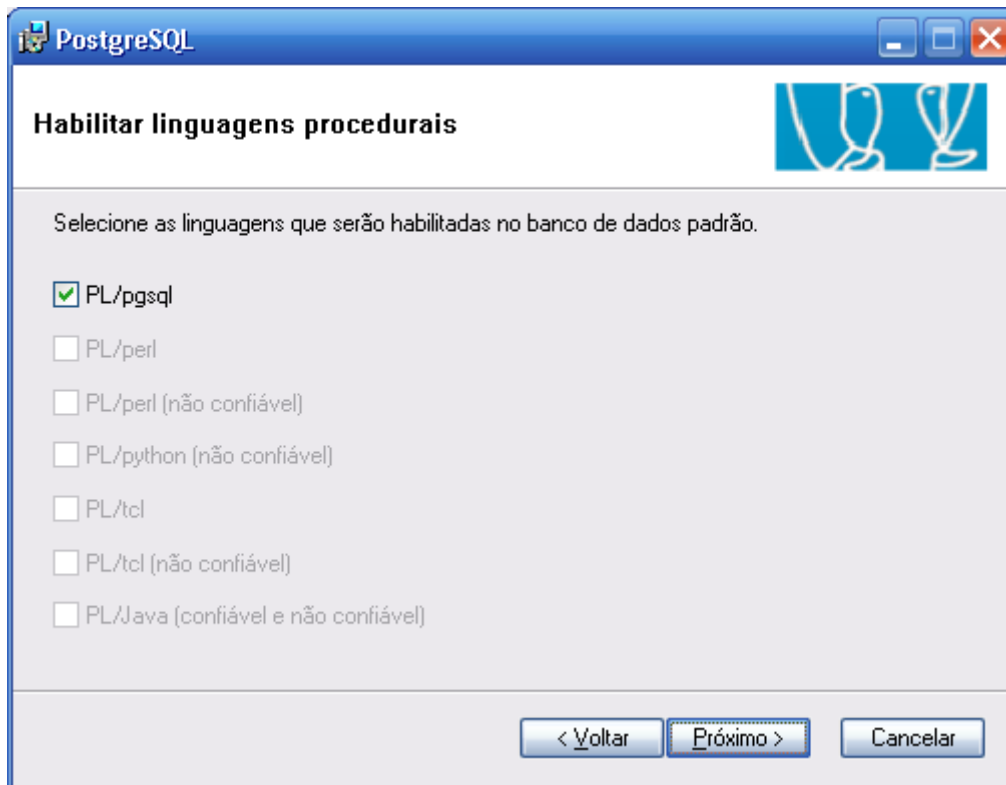 PostgreSQL
Habilitar linguagens procedurais
Selecione as linguagens que serão habilitadas no banco de dados padrão.
PL/pgsql
PL/perl
PL/perl (não confiável)
PL/python (não confiável)
PL/tcl
PL/tcl (não confiável)
PL/Java (confiável e não confiável)
< Voltar Próximo > Cancelar